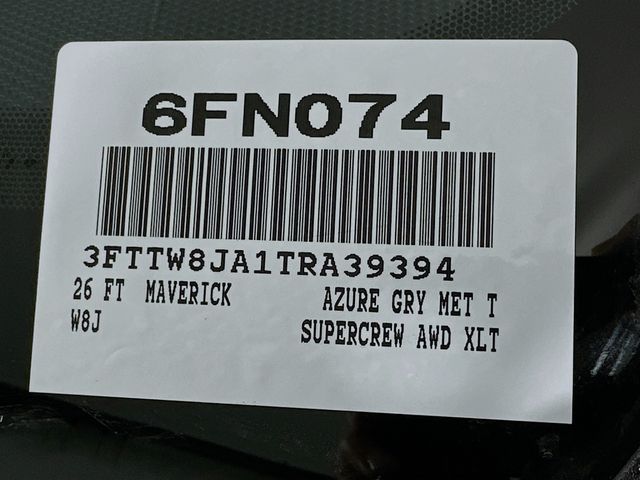 6FN074
3FTTW8JA1TRA39394
26 FT MAVERICK AZURE GRY MET T
W8J SUPERCREW AWD XLT